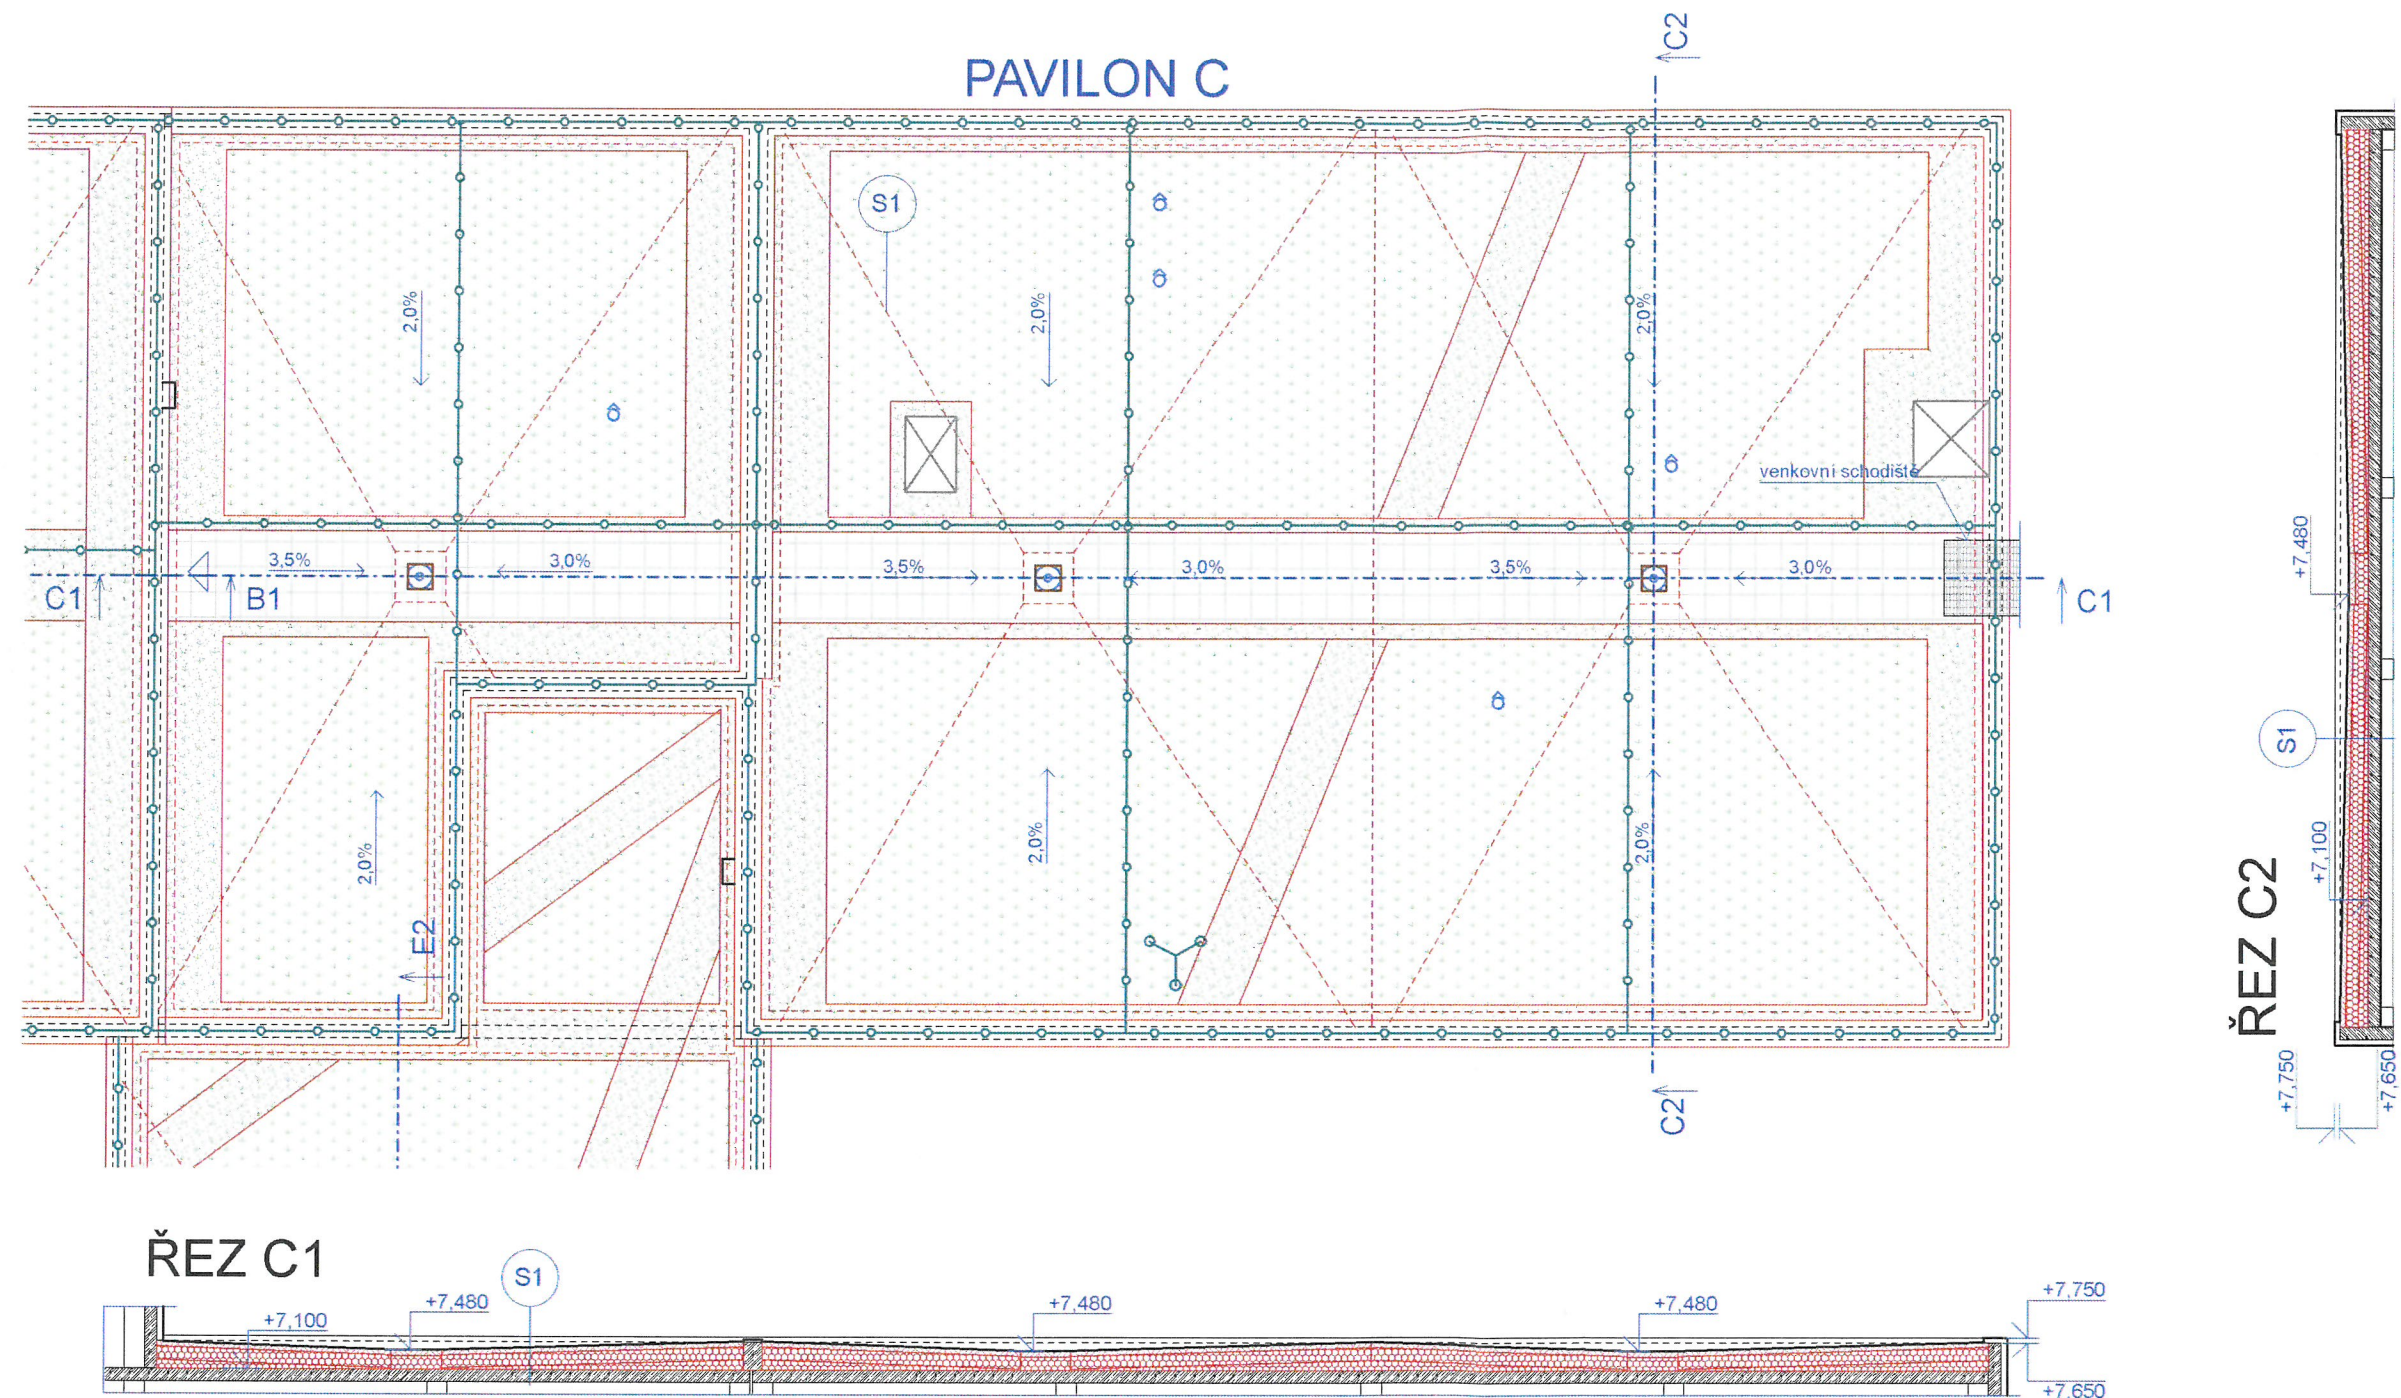 C2
PAVILON C
S1
2,0%
2,0%
2,0%
venkovní schodiště
3,5%
3,0%
3,5%
3,0%
3,5%
3,0%
C1
B1
C1
2,0%
2,0%
2,0%
E2
C2
+7,480
S1
+7,100
ŘEZ C2
+7,750
+7,650
ŘEZ C1
S1
+7,100
+7,480
+7,480
+7,480
+7,750
+7,650